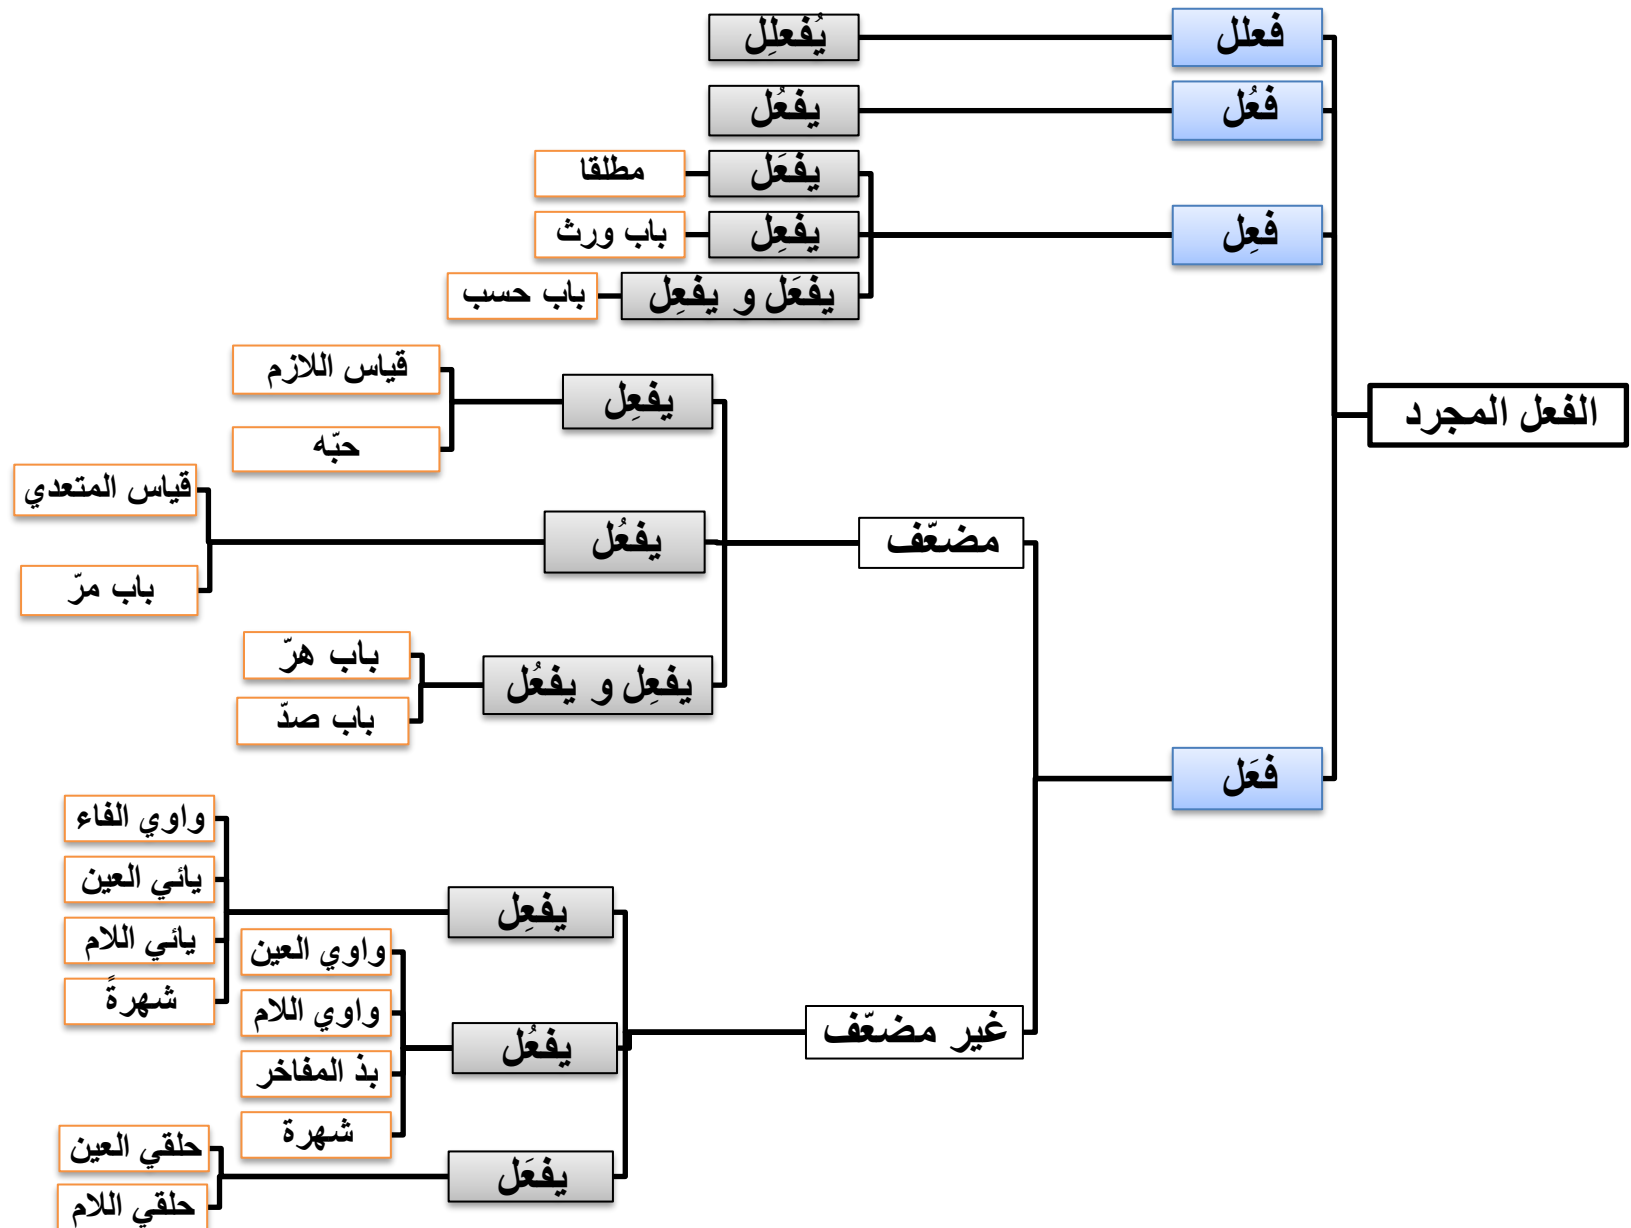 الفعل المجرد
فعلل
يُفعلِل
فعُل
يفعُل
فعِل
يفعَل
مطلقا
يفعِل
باب ورث
يفعَل و يفعِل
باب حسب
فعَل
مضعّف
يفعِل
قياس اللازم
حبّه
يفعُل
قياس المتعدي
باب مرّ
يفعِل و يفعُل
باب هرّ
باب صدّ
غير مضعّف
يفعِل
واوي الفاء
يائي العين
يائي اللام
شهرةً
يفعُل
واوي العين
واوي اللام
بذ المفاخر
شهرة
يفعَل
حلقي العين
حلقي اللام